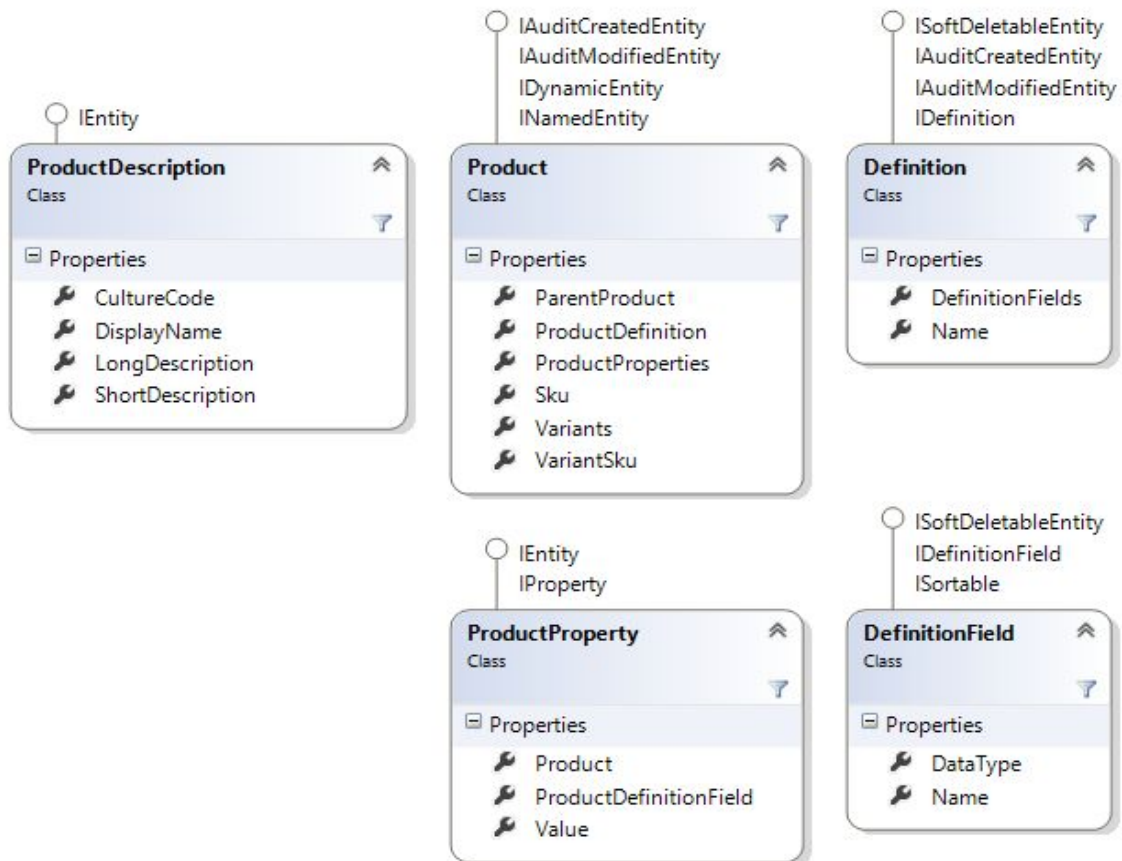 IEntity
ProductDescription
Class
Properties
CultureCode
DisplayName
LongDescription
ShortDescription
IAuditCreatedEntity
IAuditModifiedEntity
IDynamicEntity
INamedEntity
Product
Class
Properties
ParentProduct
ProductDefinition
ProductProperties
Sku
Variants
VariantSku
ISoftDeletableEntity
IAuditCreatedEntity
IAuditModifiedEntity
IDefinition
Definition
Class
Properties
DefinitionFields
Name
IEntity
IProperty
ProductProperty
Class
Properties
Product
ProductDefinitionField
Value
ISoftDeletableEntity
IDefinitionField
ISortable
DefinitionField
Class
Properties
DataType
Name